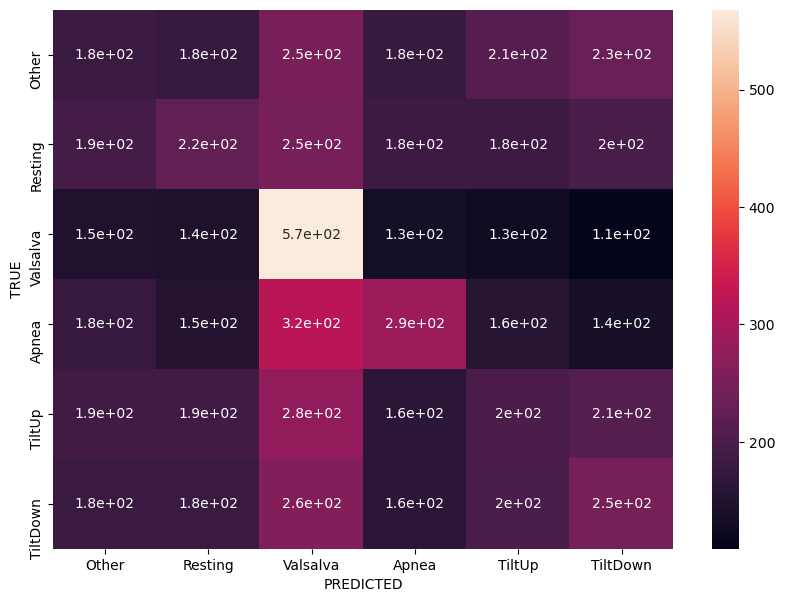 Other 1.8e+02 1.8e+02 2.5e+02 1.8e+02 2.1e+02 2.3e+02
Resting 1.9e+02 2.2e+02 2.5e+02 1.8e+02 1.8e+02 2e+02
Valsalva 1.5e+02 1.4e+02 5.7e+02 1.3e+02 1.3e+02 1.1e+02
Apnea 1.8e+02 1.5e+02 3.2e+02 2.9e+02 1.6e+02 1.4e+02
TiltUp 1.9e+02 1.9e+02 2.8e+02 1.6e+02 2e+02 2.1e+02
TiltDown 1.8e+02 1.8e+02 2.6e+02 1.6e+02 2e+02 2.5e+02
Other Resting Valsalva Apnea TiltUp TiltDown
PREDICTED
TRUE
500
400
300
200